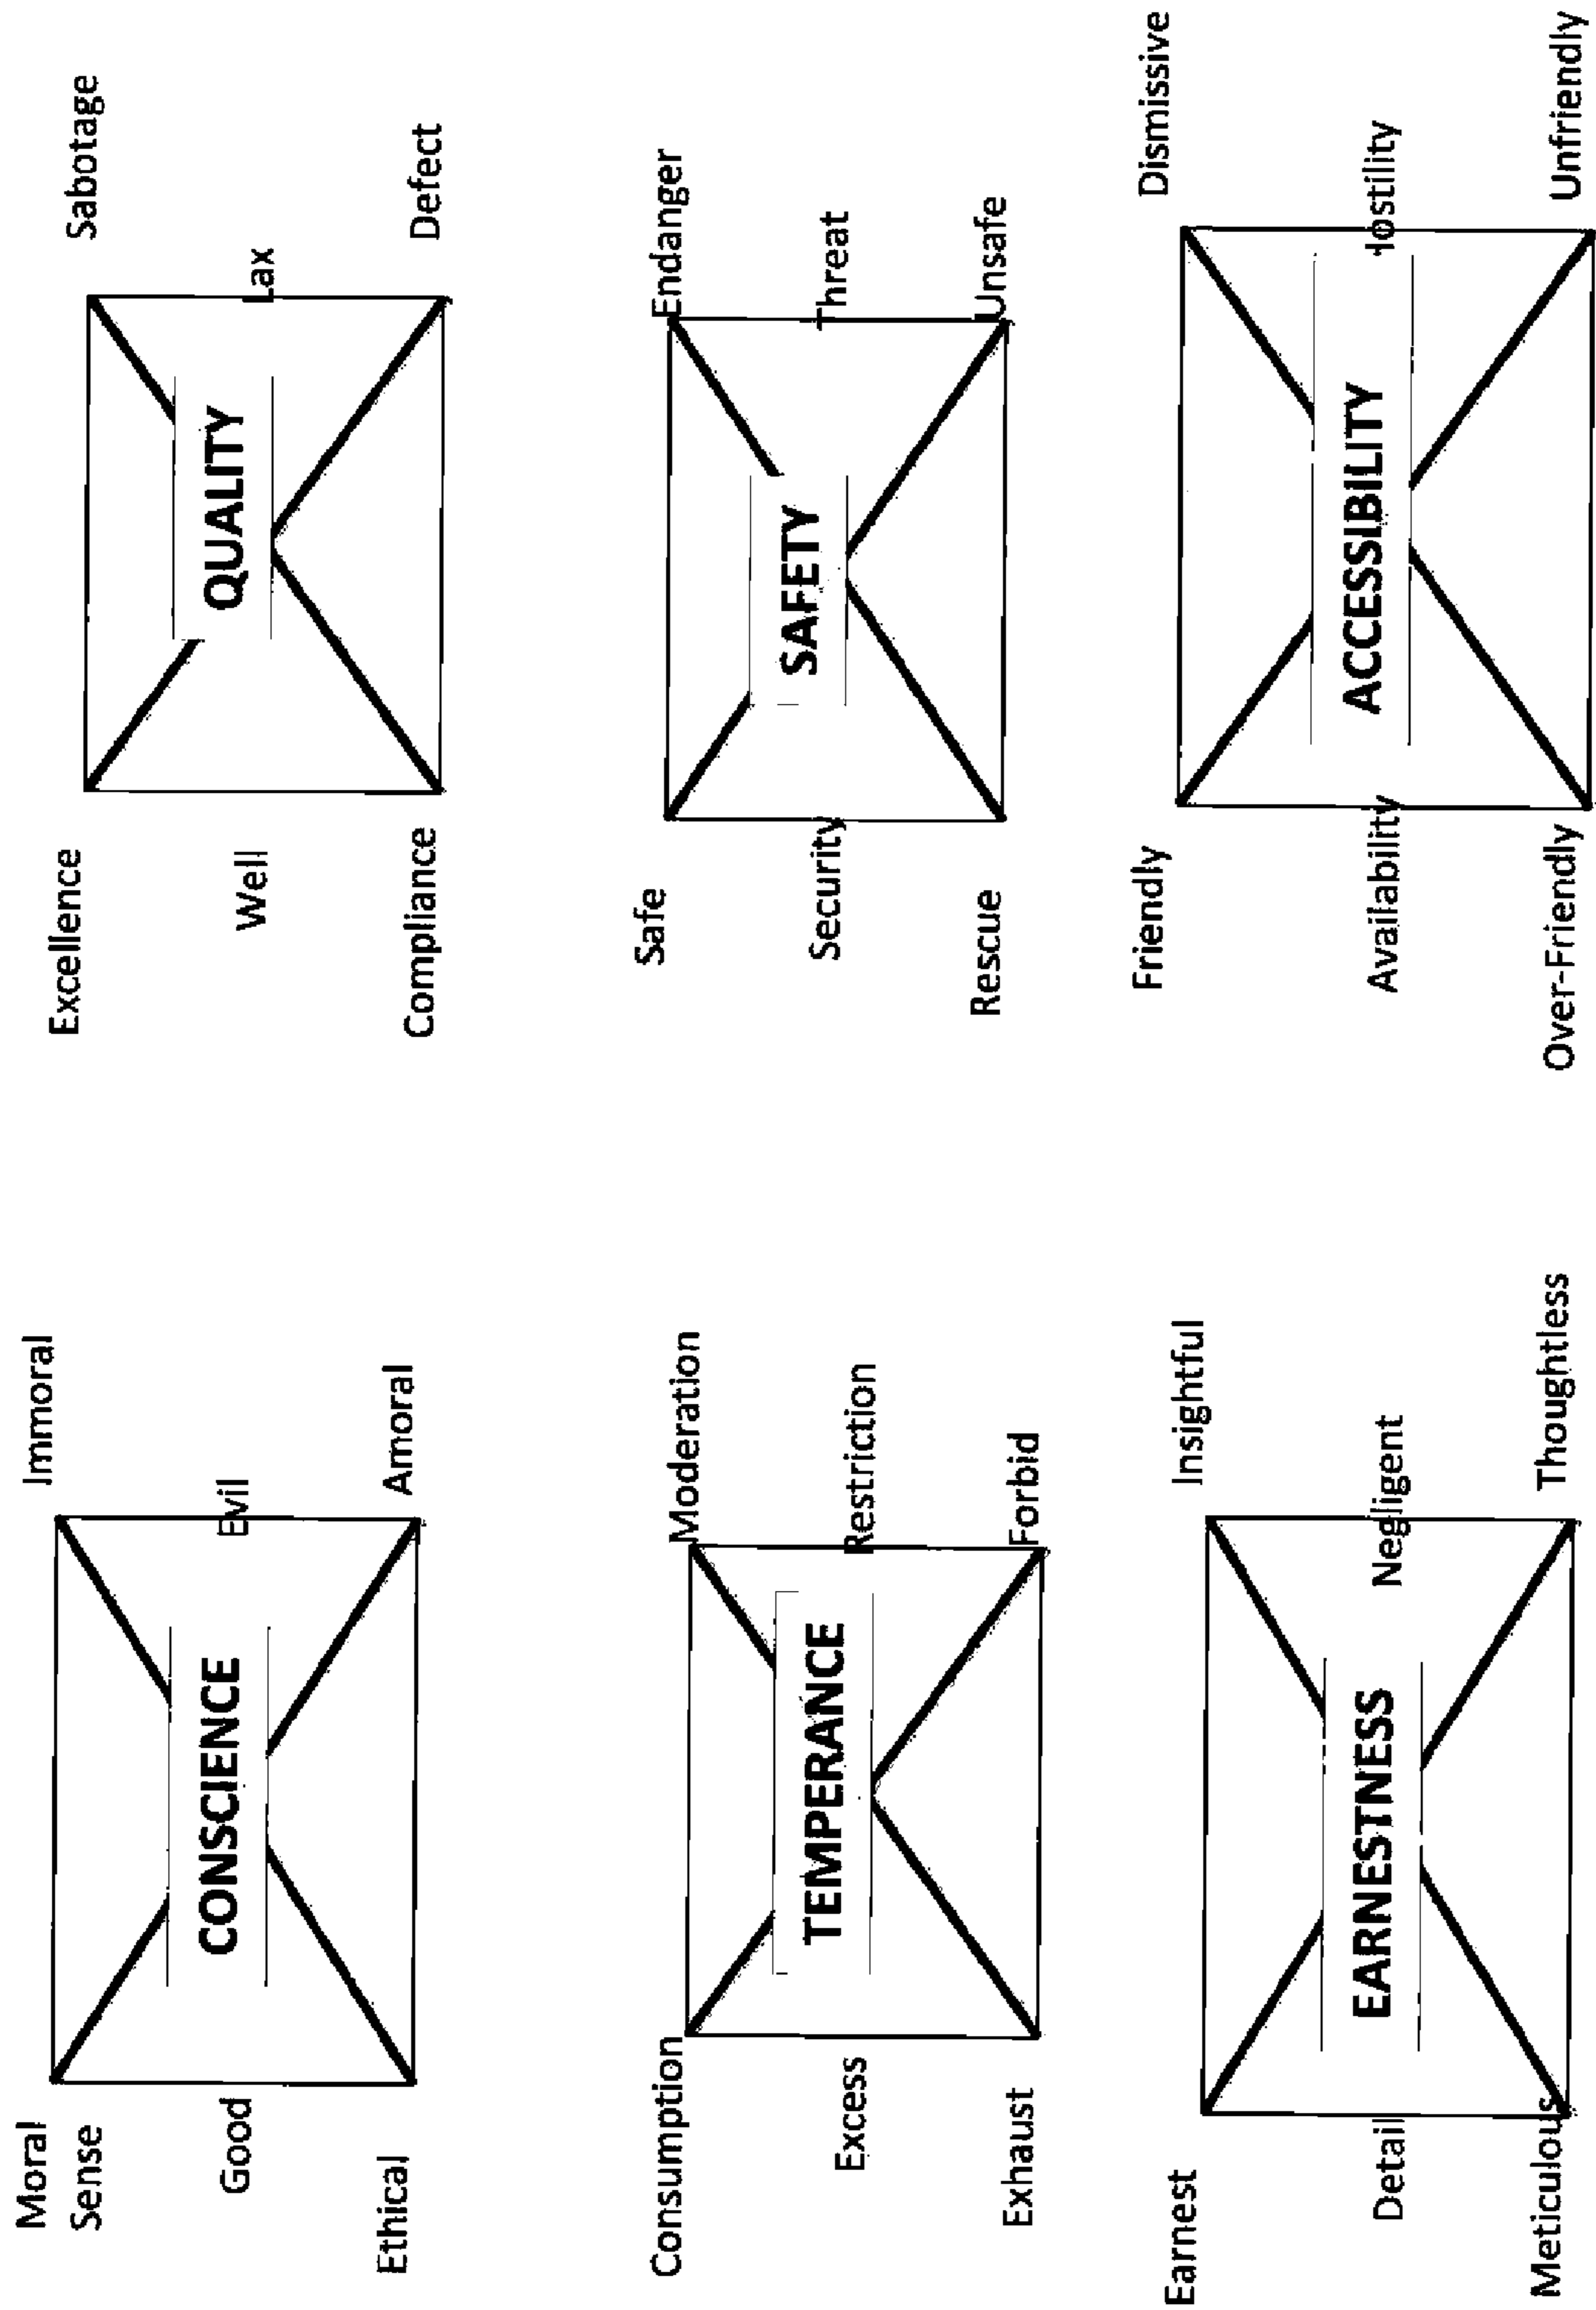 Moral
Sense
Immoral
Good
CONSCIENCE
Evil
Ethical
Amoral
Excellence
Sabotage
Well
QUALITY
Lax
Compliance
Defect
Consumption
Moderation
Excess
TEMPERANCE
Restriction
Exhaust
Forbid
Safe
Endanger
Security
SAFETY
Threat
Rescue
Unsafe
Earnest
Insightful
Detail
EARNESTNESS
Negligent
Meticulous
Thoughtless
Friendly
Dismissive
Availability
ACCESSIBILITY
Hostility
Over-Friendly
Unfriendly